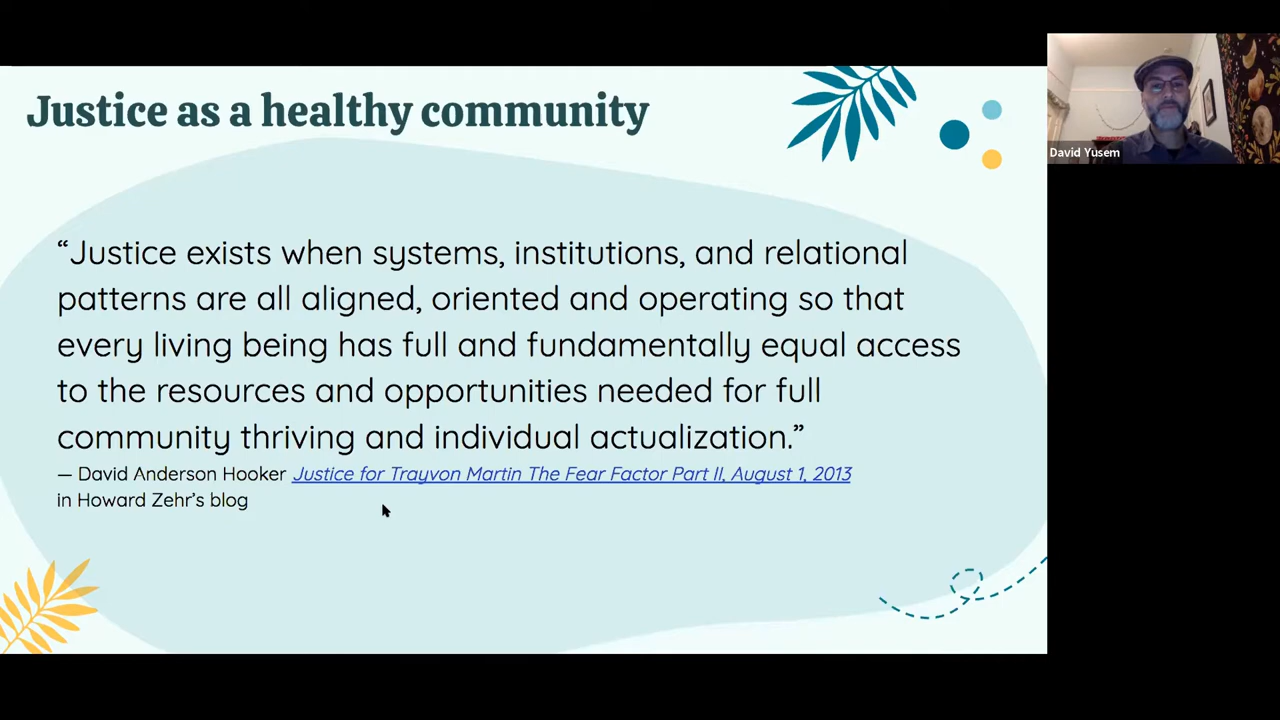 Justice as a healthy community
David Yusem
“Justice exists when systems, institutions, and relational
patterns are all aligned, oriented and operating so that
every living being has full and fundamentally equal access
to the resources and opportunities needed for full
community thriving and individual actualization.”
— David Anderson Hooker Justice for Trayvon Martin The Fear Factor Part II, August 1, 2013
in Howard Zehr’s blog